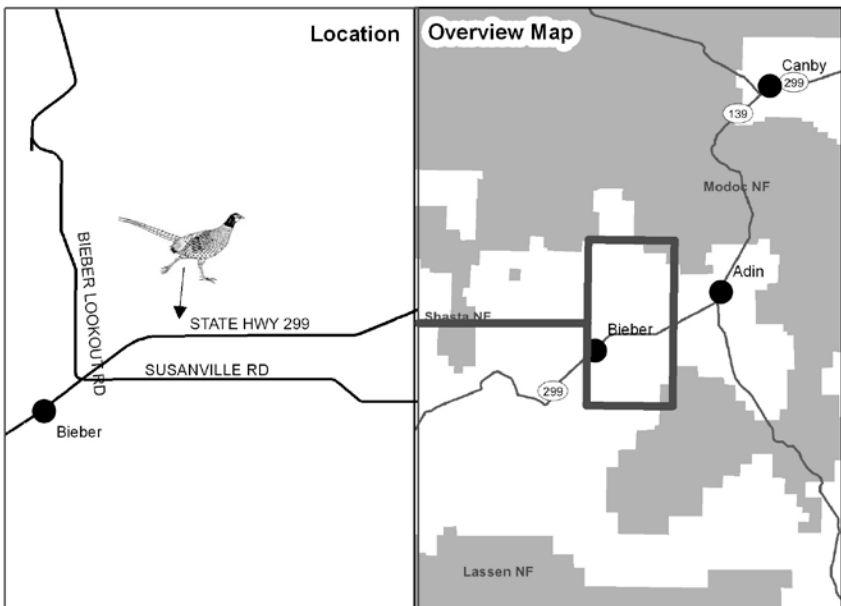 Location
BIEBER LOOKOUT RD
STATE HWY 299
SUSANVILLE RD
Bieber
Overview Map
Canby
299
139
Modoc NF
Adin
Shasta NF
Bieber
299
Lassen NF